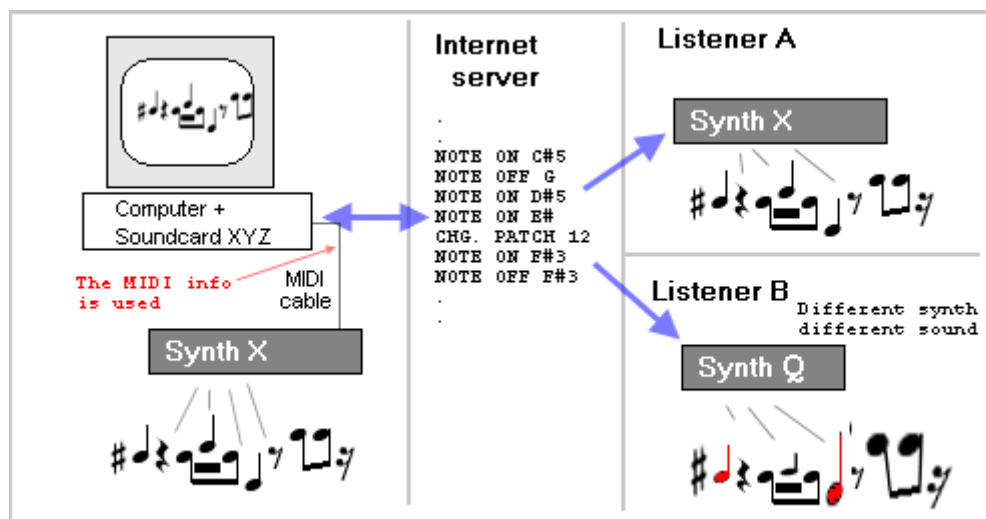 Computer +
Soundcard XYZ
The MIDI info
is used
MIDI
cable
Synth X
Internet
server
.
.
NOTE ON C#5
NOTE OFF G
NOTE ON D#5
NOTE ON E#
CHG. PATCH 12
NOTE ON F#3
NOTE OFF F#3
.
.
Listener A
Synth X
Listener B
Different synth
different sound
Synth Q